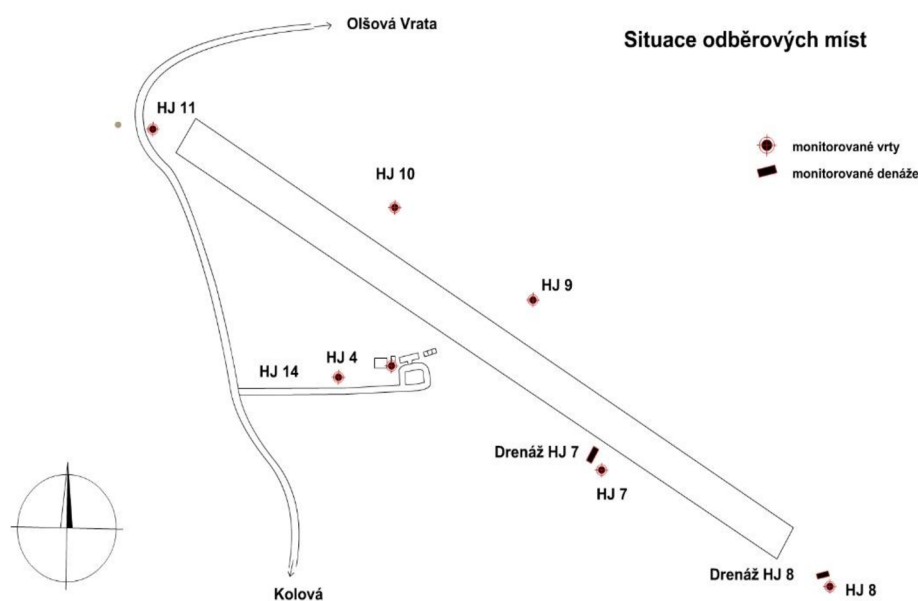 Olšová Vrata
Situace odběrových míst
HJ 11
monitorované vrty
HJ 10
monitorované denáže
HJ 9
HJ 4
HJ 14
Drenáž HJ 7
HJ 7
Drenáž HJ 8
HJ 8
Kolová